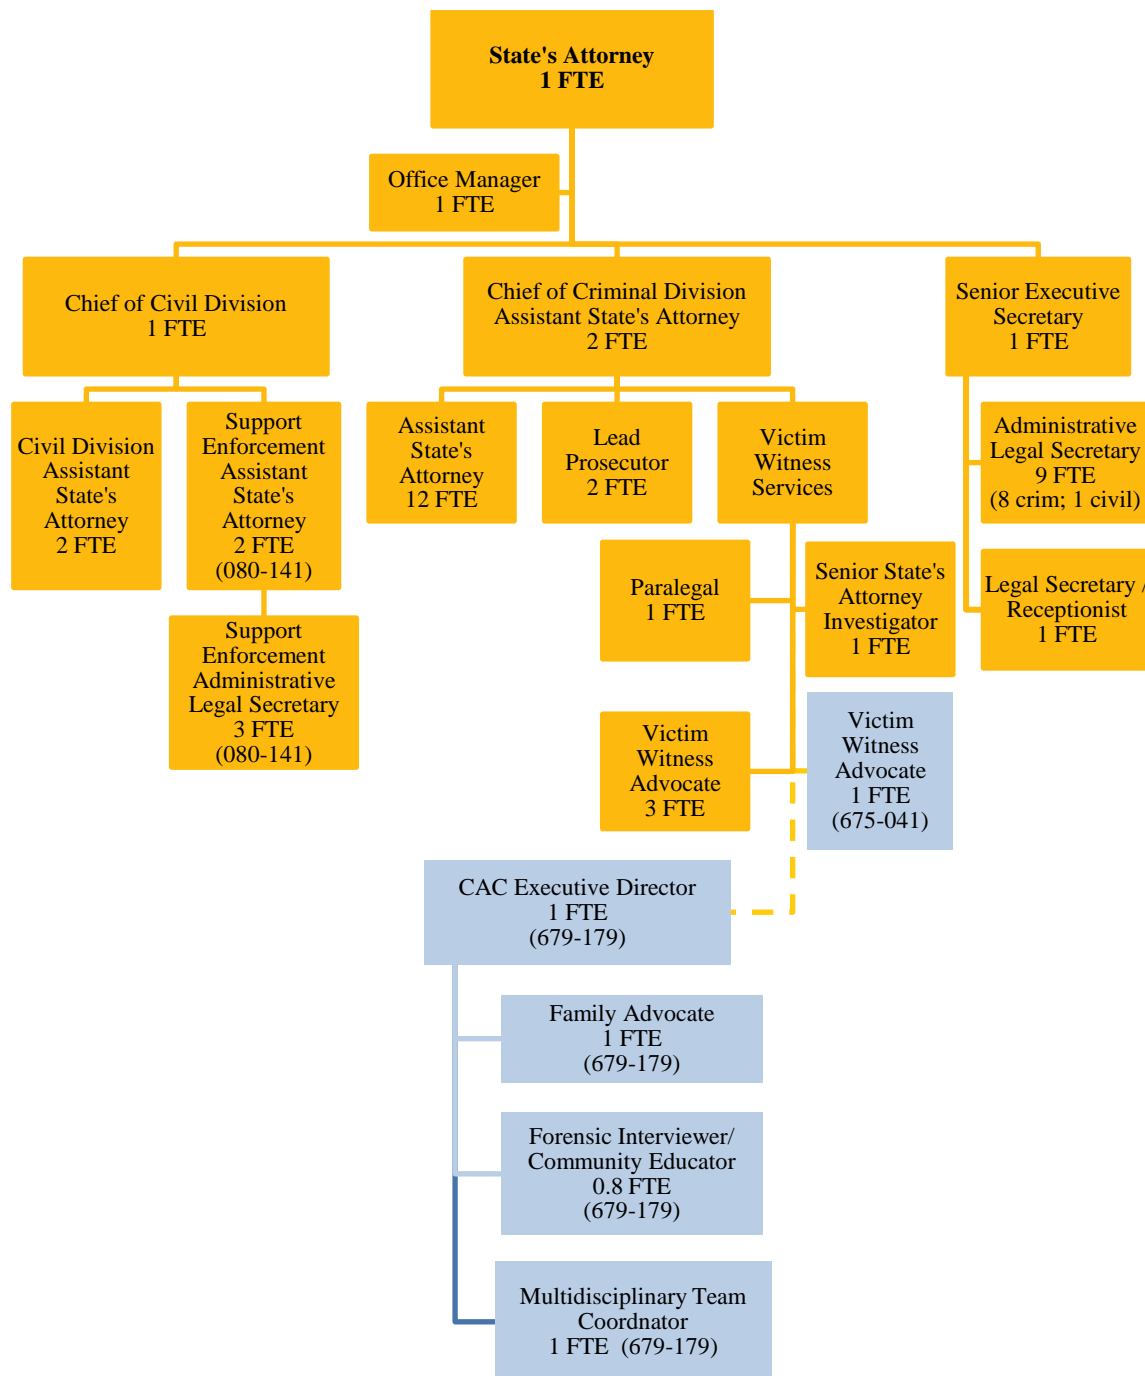 State's Attorney
1 FTE
Office Manager
1 FTE
Chief of Civil Division
1 FTE
Chief of Criminal Division
Assistant State's Attorney
2 FTE
Senior Executive
Secretary
1 FTE
Civil Division
Assistant
State's
Attorney
2 FTE
Support
Enforcement
Assistant
State's
Attorney
2 FTE
(080-141)
Assistant
State's
Attorney
12 FTE
Lead
Prosecutor
2 FTE
Victim
Witness
Services
Administrative
Legal Secretary
9 FTE
(8 crim; 1 civil)
Paralegal
1 FTE
Senior State's
Attorney
Investigator
1 FTE
Legal Secretary /
Receptionist
1 FTE
Support
Enforcement
Administrative
Legal Secretary
3 FTE
(080-141)
Victim
Witness
Advocate
3 FTE
Victim
Witness
Advocate
1 FTE
(675-041)
CAC Executive Director
1 FTE
(679-179)
Family Advocate
1 FTE
(679-179)
Forensic Interviewer/
Community Educator
0.8 FTE
(679-179)
Multidisciplinary Team
Coordnator
1 FTE  (679-179)